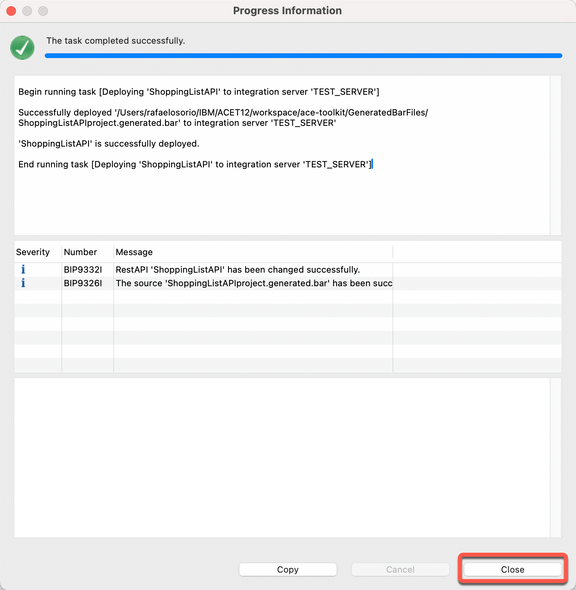 Progress Information
The task completed successfully.
Begin running task [Deploying 'ShoppingListAPI' to integration server 'TEST_SERVER']
Successfully deployed '/Users/rafaelosorio/IBM/ACET12/workspace/ace-toolkit/GeneratedBarFiles/
ShoppingListAPIproject.generated.bar' to integration server 'TEST_SERVER'
'ShoppingListAPI' is successfully deployed.
End running task [Deploying 'ShoppingListAPI' to integration server 'TEST_SERVER']
Severity Number Message
BIP9332I RestAPI 'ShoppingListAPI' has been changed successfully.
BIP9326I The source 'ShoppingListAPIproject.generated.bar' has been succ
Copy Cancel Close